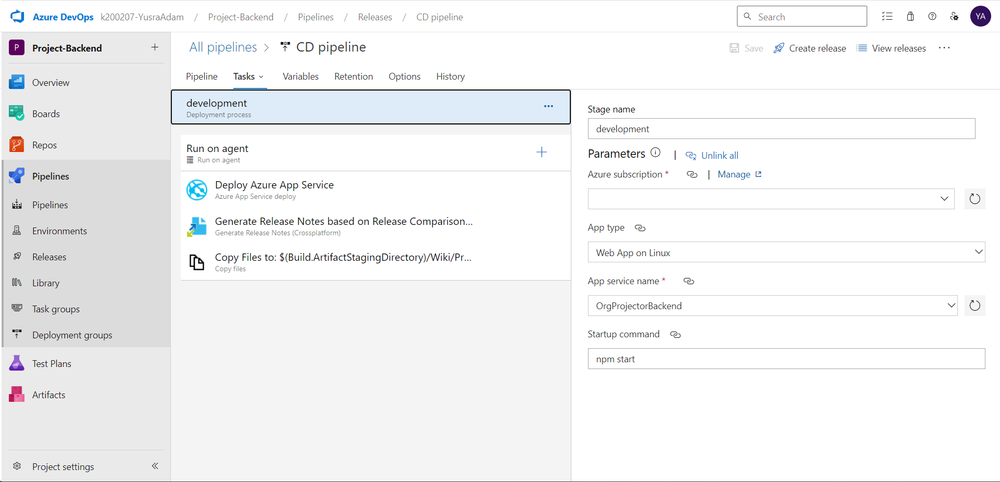 Azure DevOps k200207-YusraAdam / Project-Backend / Pipelines / Releases / CD pipeline
Search
YA
P Project-Backend +
Overview
Boards
Repos
Pipelines
Pipelines
Environments
Releases
Library
Task groups
Deployment groups
Test Plans
Artifacts
Project settings
All pipelines > CD pipeline
Save Create release View releases ...
Pipeline Tasks Variables Retention Options History
development
Deployment process
...
Run on agent
Run on agent
+
Deploy Azure App Service
Azure App Service deploy
Generate Release Notes based on Release Comparison...
Generate Release Notes (Crossplatform)
Copy Files to: $(Build.ArtifactStagingDirectory)/Wiki/Pr...
Copy files
Stage name
development
Parameters | Unlink all
Azure subscription * | Manage
App type
Web App on Linux
App service name *
OrgProjectorBackend
Startup command
npm start